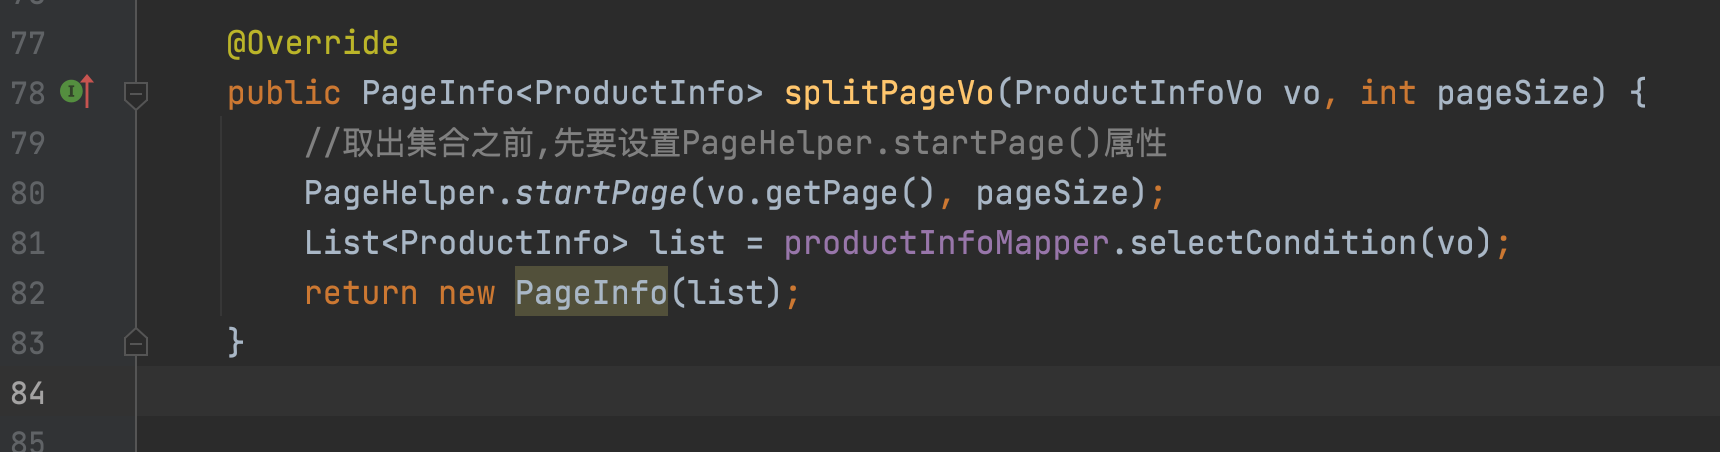 77 @Override
78 public PageInfo<ProductInfo> splitPageVo(ProductInfoVo vo, int pageSize) {
79 //取出集合之前,先要设置PageHelper.startPage()属性
80 PageHelper.startPage(vo.getPage(), pageSize);
81 List<ProductInfo> list = productInfoMapper.selectCondition(vo);
82 return new PageInfo(list);
83 }
84
85